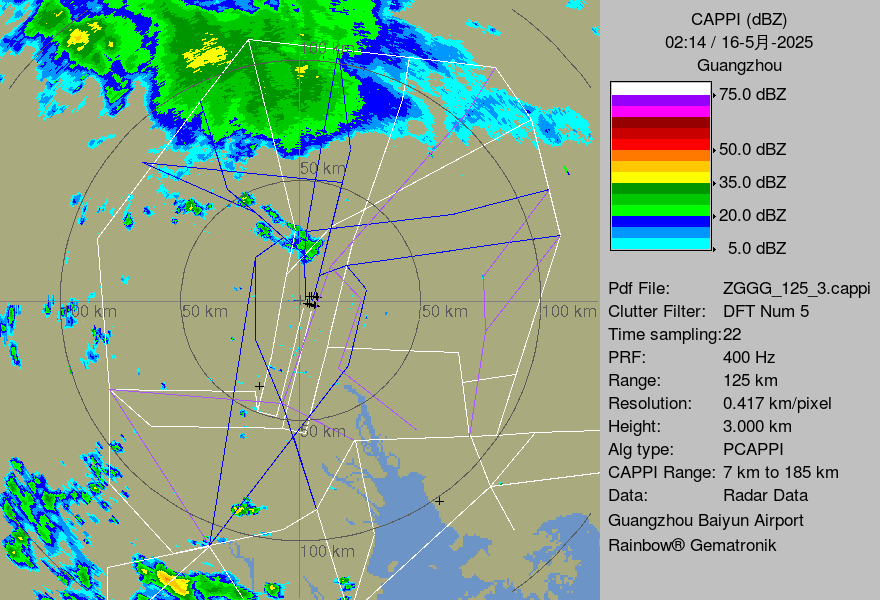 CAPPI (dBZ)
02:14 / 16-5月-2025
Guangzhou
75.0 dBZ
50.0 dBZ
35.0 dBZ
20.0 dBZ
5.0 dBZ
Pdf File: ZGGG_125_3.cappi
Clutter Filter: DFT Num 5
Time sampling:22
PRF: 400 Hz
Range: 125 km
Resolution: 0.417 km/pixel
Height: 3.000 km
Alg type: PCAPPI
CAPPI Range: 7 km to 185 km
Data: Radar Data
Guangzhou Baiyun Airport
Rainbow® Gematronik
100 km
50 km
100 km
50 km
50 km
100 km
50 km
100 km